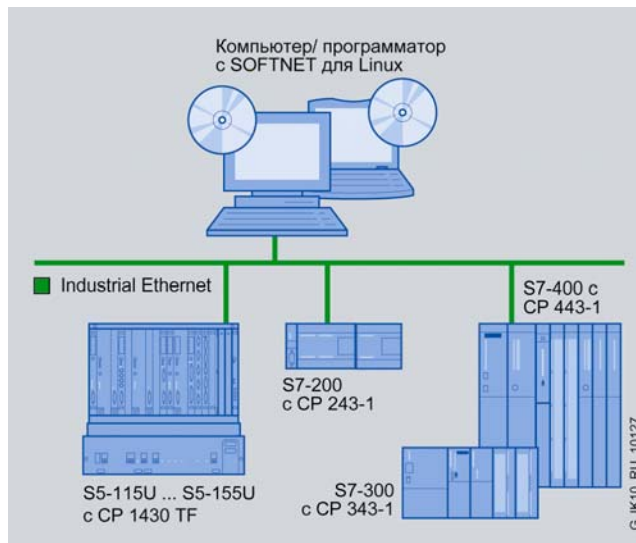 Компьютер/ программатор
с SOFTNET для Linux
Industrial Ethernet
S7-400 с
CP 443-1
S7-200
с CP 243-1
S5-115U ... S5-155U
с CP 1430 TF
S7-300
с CP 343-1
G_IK10_RU_10127